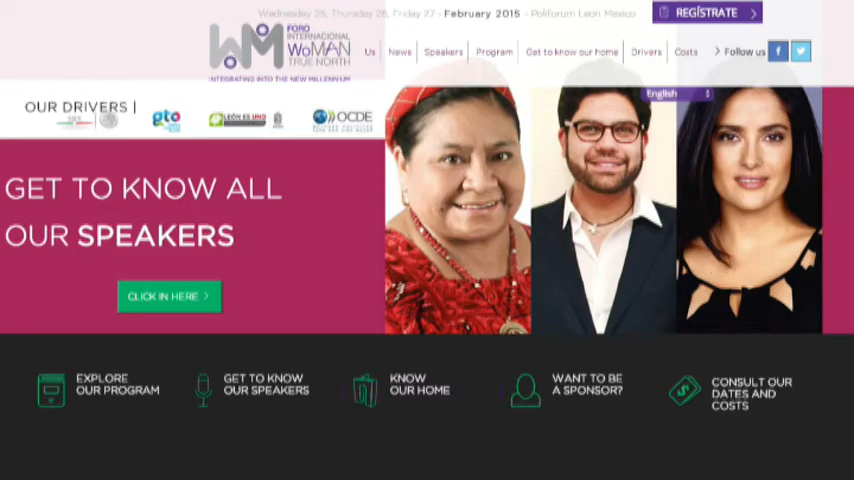 Wednesday 25, Thursday 26, Friday 27 - February 2015 - Poliforum Leon Mexico
REGÍSTRATE
WoM
FORO
INTERNACIONAL
WoMAN
TRUE NORTH
INTEGRATING INTO THE NEW MILLENNIUM
Us
News
Speakers
Program
Get to know our home
Drivers
Costs
Follow us
English
OUR DRIVERS
gto
LEÓN ES UNO
OCDE
GET TO KNOW ALL
OUR SPEAKERS
CLICK IN HERE
EXPLORE
OUR PROGRAM
GET TO KNOW
OUR SPEAKERS
KNOW
OUR HOME
WANT TO BE
A SPONSOR?
CONSULT OUR
DATES AND
COSTS